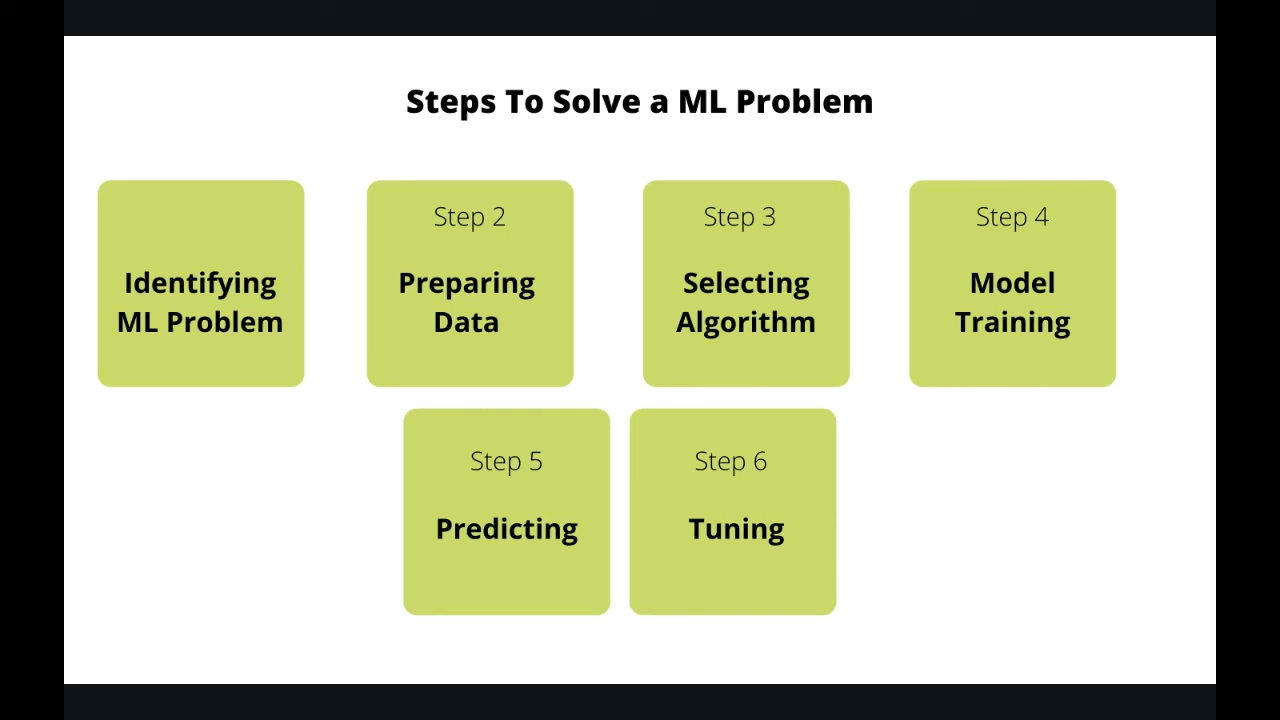 Steps To Solve a ML Problem
Identifying
ML Problem
Step 2
Preparing
Data
Step 3
Selecting
Algorithm
Step 4
Model
Training
Step 5
Predicting
Step 6
Tuning